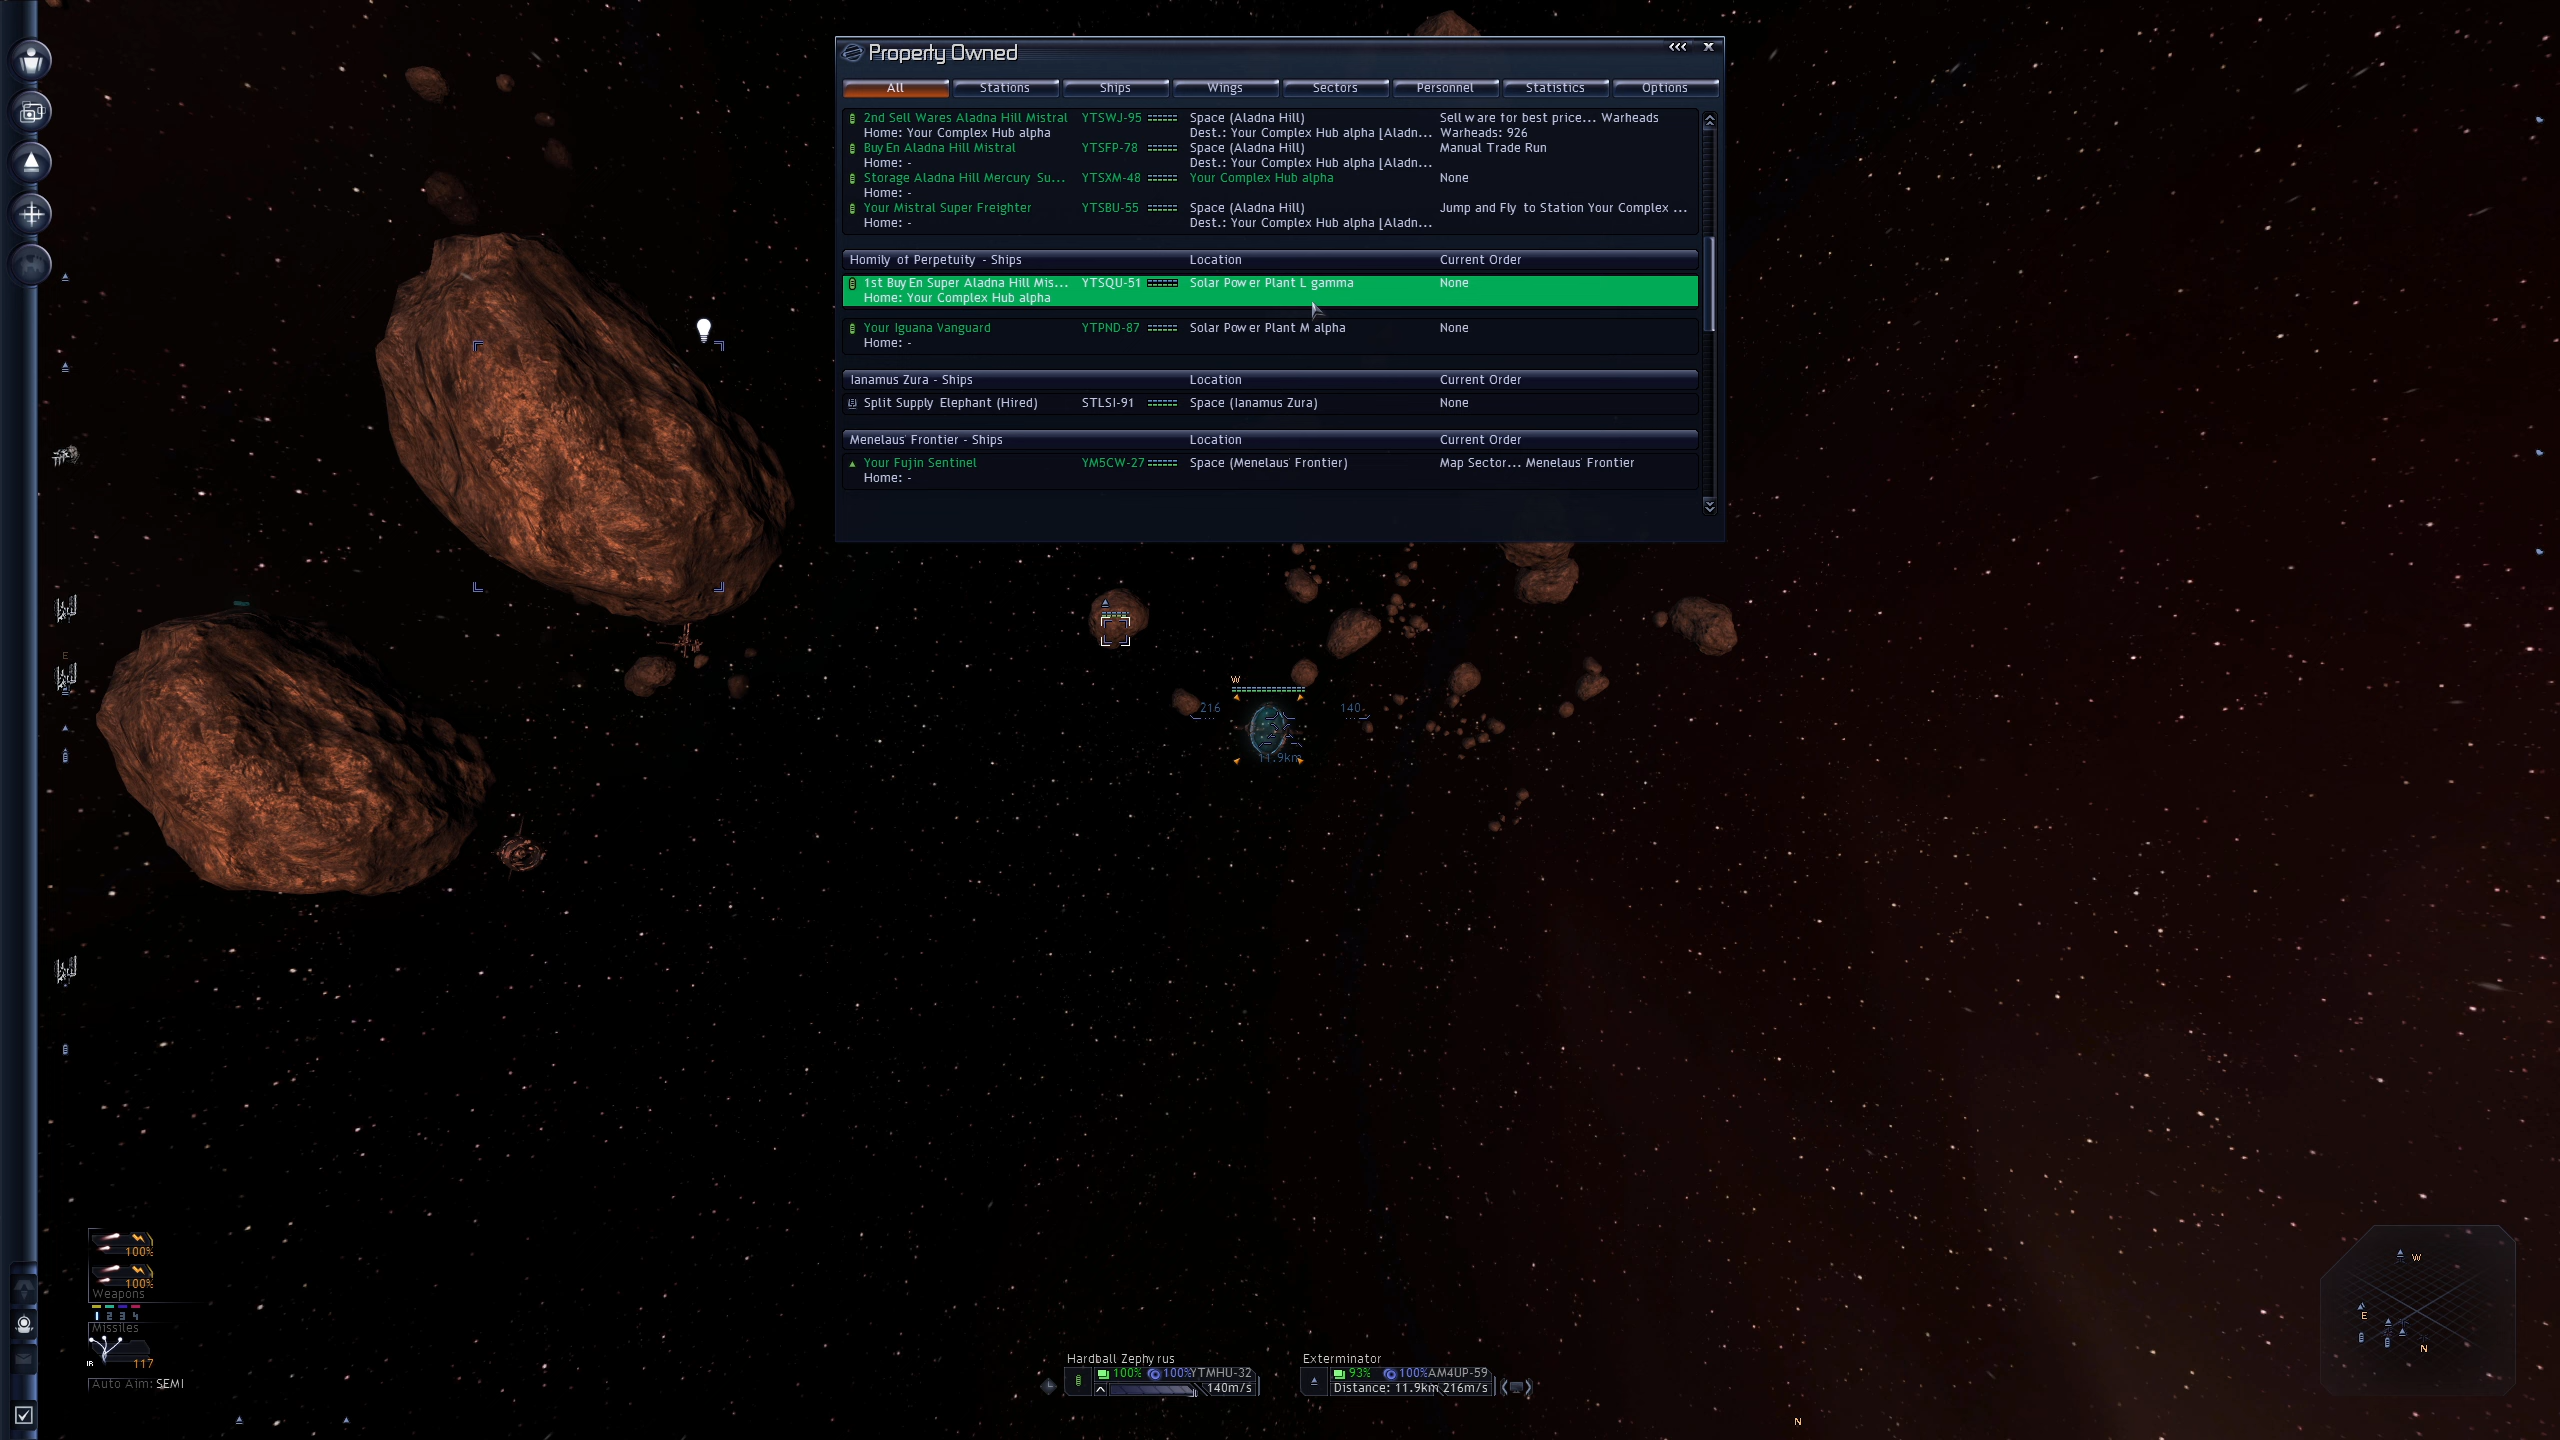 Property Owned
All Stations Ships Wings Sectors Personnel Statistics Options
2nd Sell Wares Aladna Hill Mistral YTSWJ-95 Space (Aladna Hill) Sell ware for best price... Warheads
Home: Your Complex Hub alpha Dest.: Your Complex Hub alpha [Aladn... Warheads: 926
Buy En Aladna Hill Mistral YTSFP-78 Space (Aladna Hill) Manual Trade Run
Home: - Dest.: Your Complex Hub alpha [Aladn...
Storage Aladna Hill Mercury Su... YTSXM-48 Your Complex Hub alpha None
Home: -
Your Mistral Super Freighter YTSBU-55 Space (Aladna Hill) Jump and Fly to Station Your Complex ...
Home: - Dest.: Your Complex Hub alpha [Aladn...
Homily of Perpetuity - Ships Location Current Order
1st Buy En Super Aladna Hill Mis... YTSQU-51 Solar Power Plant L gamma None
Home: Your Complex Hub alpha
Your Iguana Vanguard YTPND-87 Solar Power Plant M alpha None
Home: -
Ianamus Zura - Ships Location Current Order
Split Supply Elephant (Hired) STLSI-91 Space (Ianamus Zura) None
Menelaus' Frontier - Ships Location Current Order
Your Fujin Sentinel YM5CW-27 Space (Menelaus' Frontier) Map Sector... Menelaus' Frontier
Home: -
E
W
216 140
11.9km
100%
100%
Weapons
1 2 3 4
Missiles
IR 117
Auto Aim: SEMI
Hardball Zephyrus
100% 100% YTMHU-32
140m/s
Exterminator
93% 100% AM4UP-59
Distance: 11.9km 216m/s
N
W
E
N